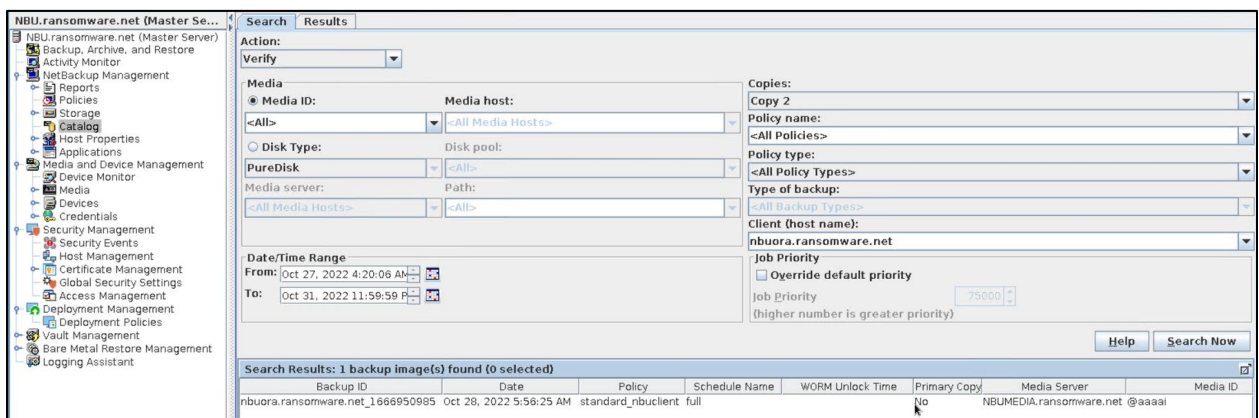 NBU.ransomware.net (Master Se...
NBU.ransomware.net (Master Server)
Backup, Archive, and Restore
Activity Monitor
NetBackup Management
Reports
Policies
Storage
Catalog
Host Properties
Applications
Media and Device Management
Device Monitor
Media
Devices
Credentials
Security Management
Security Events
Host Management
Certificate Management
Global Security Settings
Access Management
Deployment Management
Deployment Policies
Vault Management
Bare Metal Restore Management
Logging Assistant
Search Results
Action:
Verify
Media
Media ID: Media host:
<All> <All Media Hosts>
Disk Type: Disk pool:
PureDisk <All>
Media server: Path:
<All Media Hosts> <All>
Date/Time Range
From: Oct 27, 2022 4:20:06 AM
To: Oct 31, 2022 11:59:59 P
Copies:
Copy 2
Policy name:
<All Policies>
Policy type:
<All Policy Types>
Type of backup:
<All Backup Types>
Client (host name):
nbuora.ransomware.net
Job Priority
Override default priority
Job Priority 75000
(higher number is greater priority)
Help Search Now
Search Results: 1 backup image(s) found (0 selected)
Backup ID Date Policy Schedule Name WORM Unlock Time Primary Copy Media Server Media ID
nbuora.ransomware.net_1666950985 Oct 28, 2022 5:56:25 AM standard_nbuclient full No NBUMEDIA.ransomware.net @aaaai